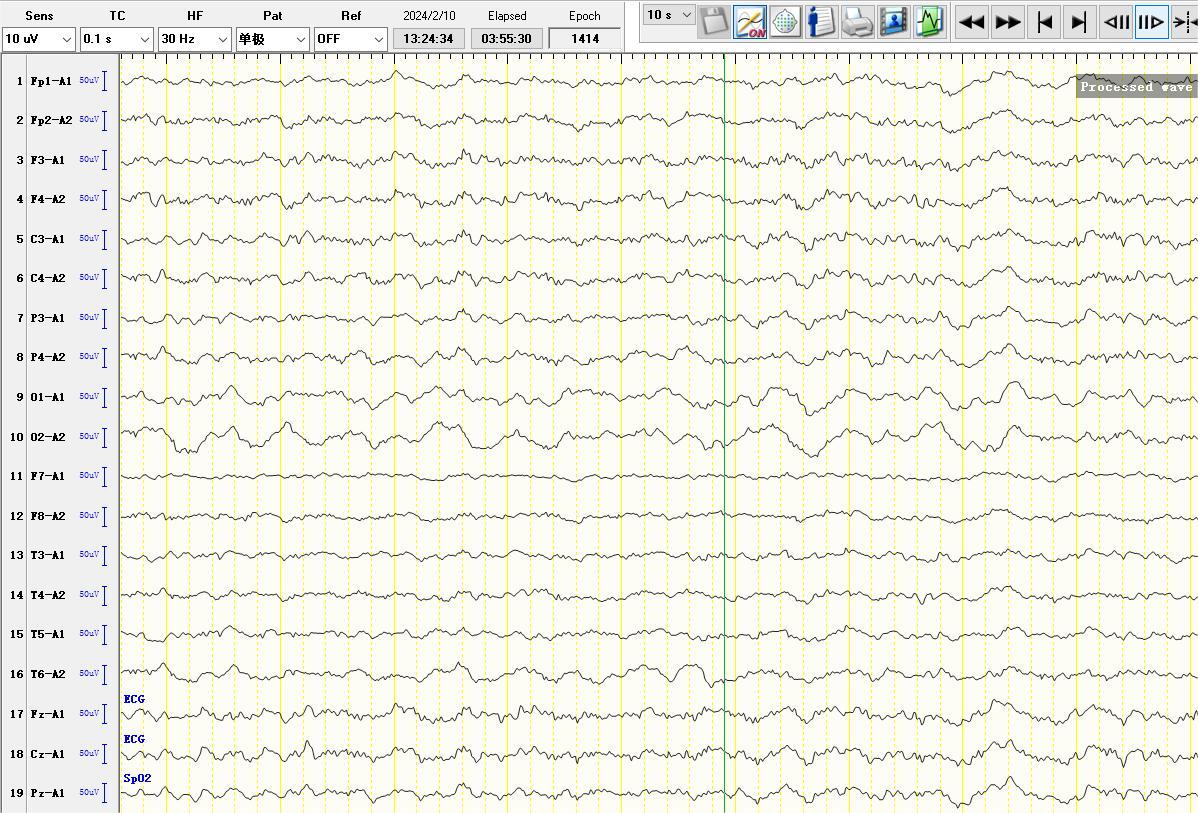 Sens TC HF Pat Ref 2024/2/10 Elapsed Epoch
10 uV 0.1 s 30 Hz 单极 OFF 13:24:34 03:55:30 1414
10 s
ON
Processed wave
1 Fp1-A1 50uV
2 Fp2-A2 50uV
3 F3-A1 50uV
4 F4-A2 50uV
5 C3-A1 50uV
6 C4-A2 50uV
7 P3-A1 50uV
8 P4-A2 50uV
9 O1-A1 50uV
10 O2-A2 50uV
11 F7-A1 50uV
12 F8-A2 50uV
13 T3-A1 50uV
14 T4-A2 50uV
15 T5-A1 50uV
16 T6-A2 50uV
ECG
17 Fz-A1 50uV
ECG
18 Cz-A1 50uV
SpO2
19 Pz-A1 50uV